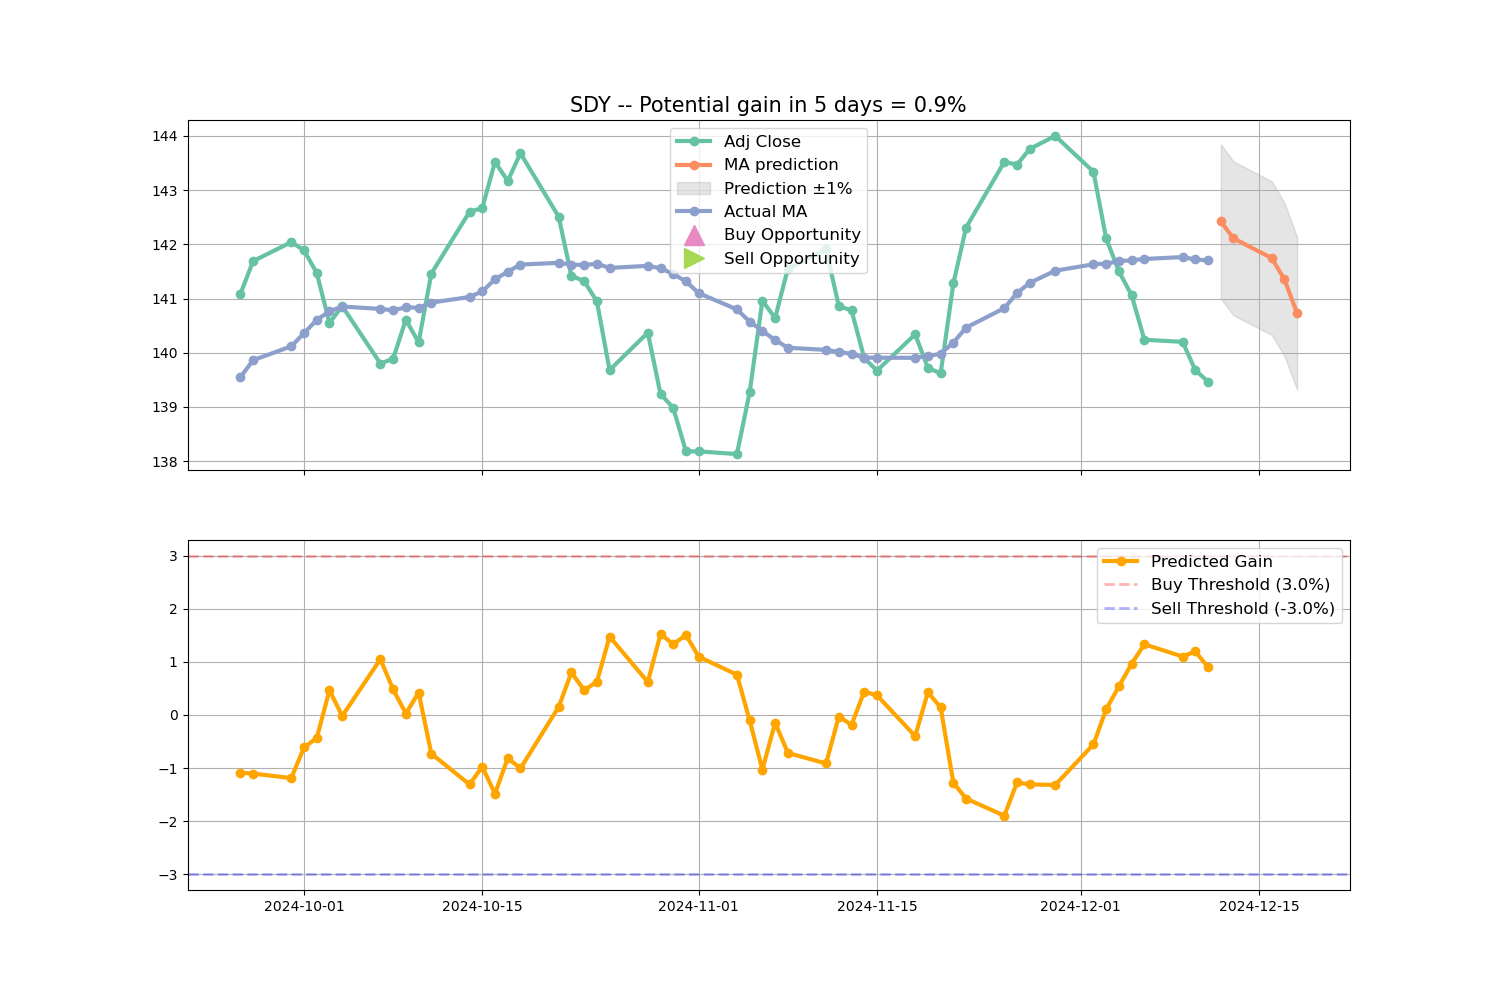 SDY -- Potential gain in 5 days = 0.9%
144
143
142
141
140
139
138
Adj Close
MA prediction
Prediction ±1%
Actual MA
Buy Opportunity
Sell Opportunity
3
2
1
0
−1
−2
−3
Predicted Gain
Buy Threshold (3.0%)
Sell Threshold (-3.0%)
2024-10-01
2024-10-15
2024-11-01
2024-11-15
2024-12-01
2024-12-15